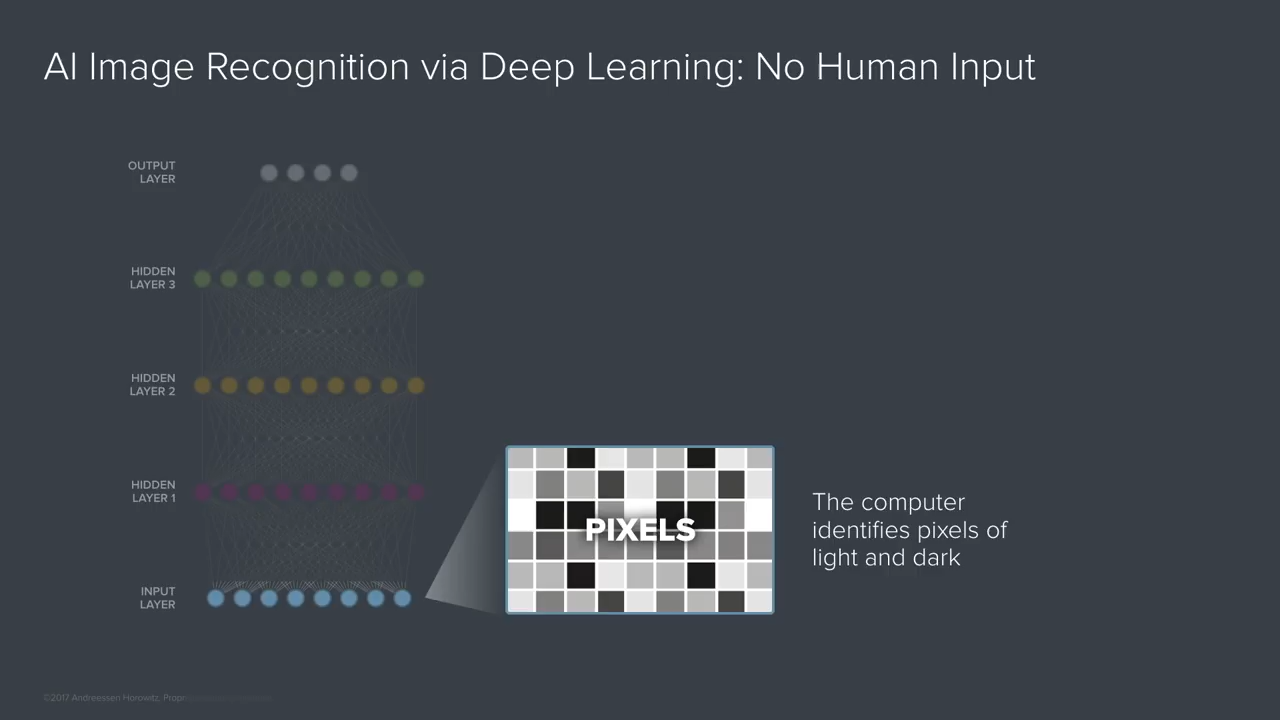 AI Image Recognition via Deep Learning: No Human Input
OUTPUT
LAYER
HIDDEN
LAYER 3
HIDDEN
LAYER 2
HIDDEN
LAYER 1
INPUT
LAYER
PIXELS
The computer
identifies pixels of
light and dark
©2017 Andreessen Horowitz.